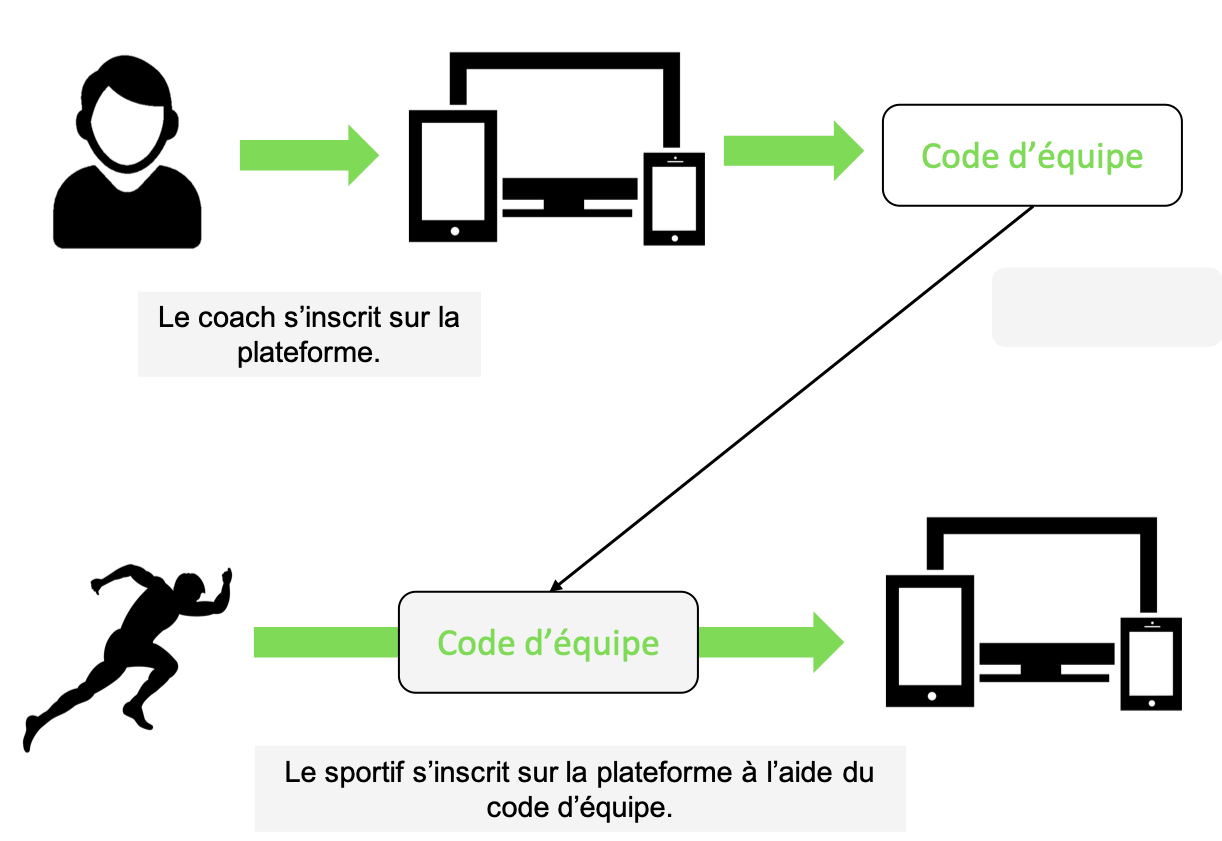 Code d’équipe
Le coach s’inscrit sur la
plateforme.
Code d’équipe
Le sportif s’inscrit sur la plateforme à l’aide du
code d’équipe.